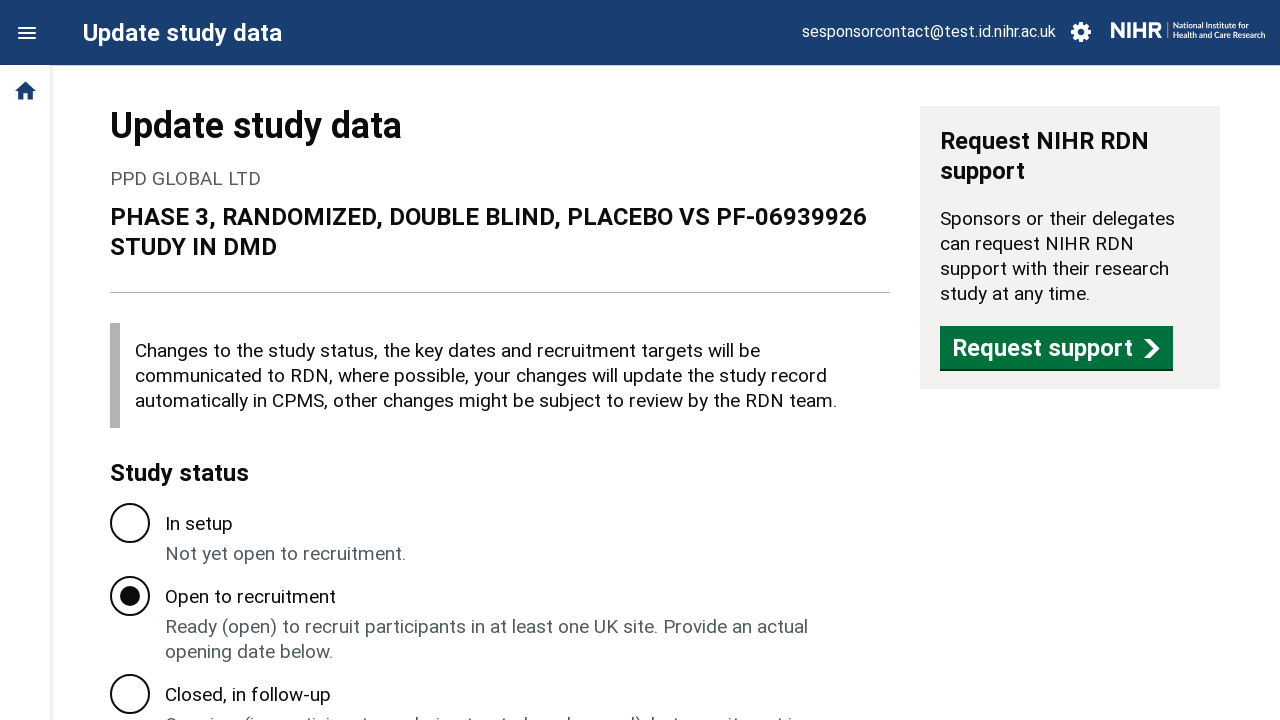 Update study data
sesponsorcontact@test.id.nihr.ac.uk
NIHR
National Institute for
Health and Care Research
Update study data
PPD GLOBAL LTD
PHASE 3, RANDOMIZED, DOUBLE BLIND, PLACEBO VS PF-06939926
STUDY IN DMD
Changes to the study status, the key dates and recruitment targets will be
communicated to RDN, where possible, your changes will update the study record
automatically in CPMS, other changes might be subject to review by the RDN team.
Study status
In setup
Not yet open to recruitment.
Open to recruitment
Ready (open) to recruit participants in at least one UK site. Provide an actual
opening date below.
Closed, in follow-up
Request NIHR RDN
support
Sponsors or their delegates
can request NIHR RDN
support with their research
study at any time.
Request support